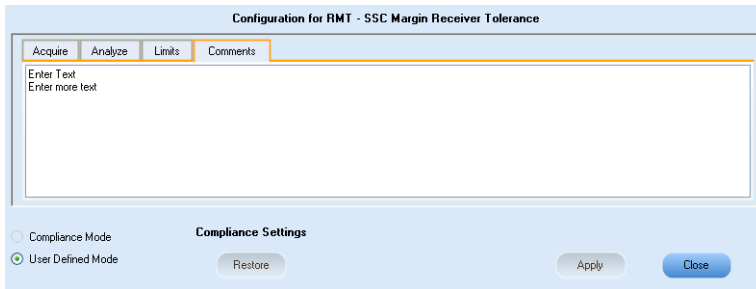 Configuration for RMT - SSC Margin Receiver Tolerance
Acquire Analyze Limits Comments
Enter Text
Enter more text
Compliance Mode
Compliance Settings
User Defined Mode
Restore
Apply
Close